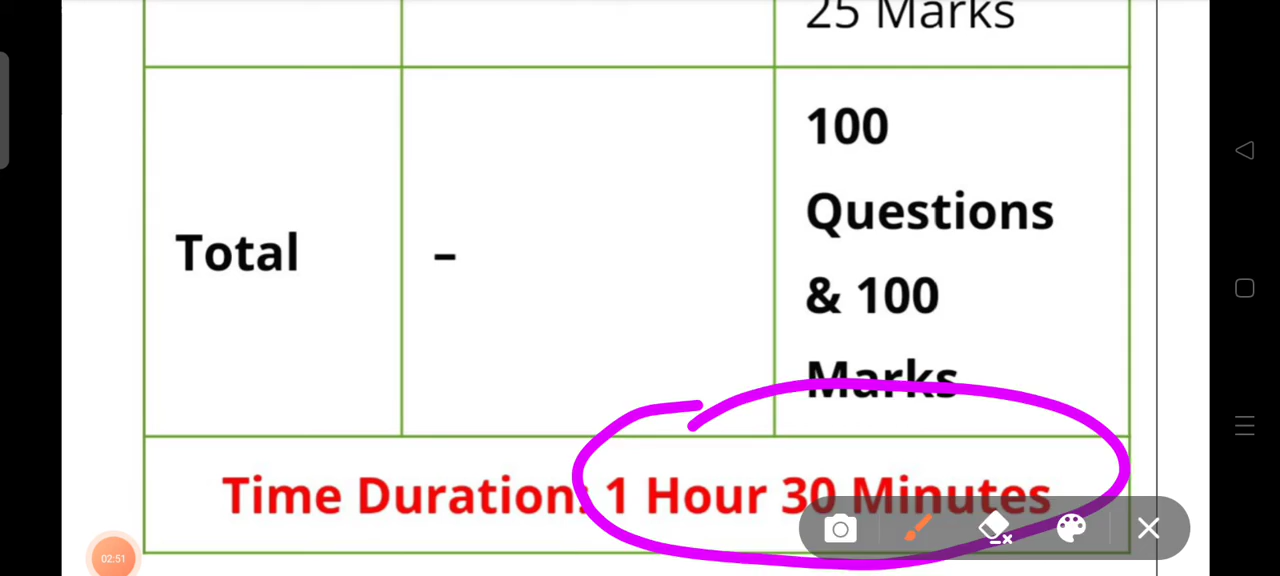 25 Marks
100
Questions
Total
–
& 100
Marks
Time Duration: 1 Hour 30 Minutes
02.51